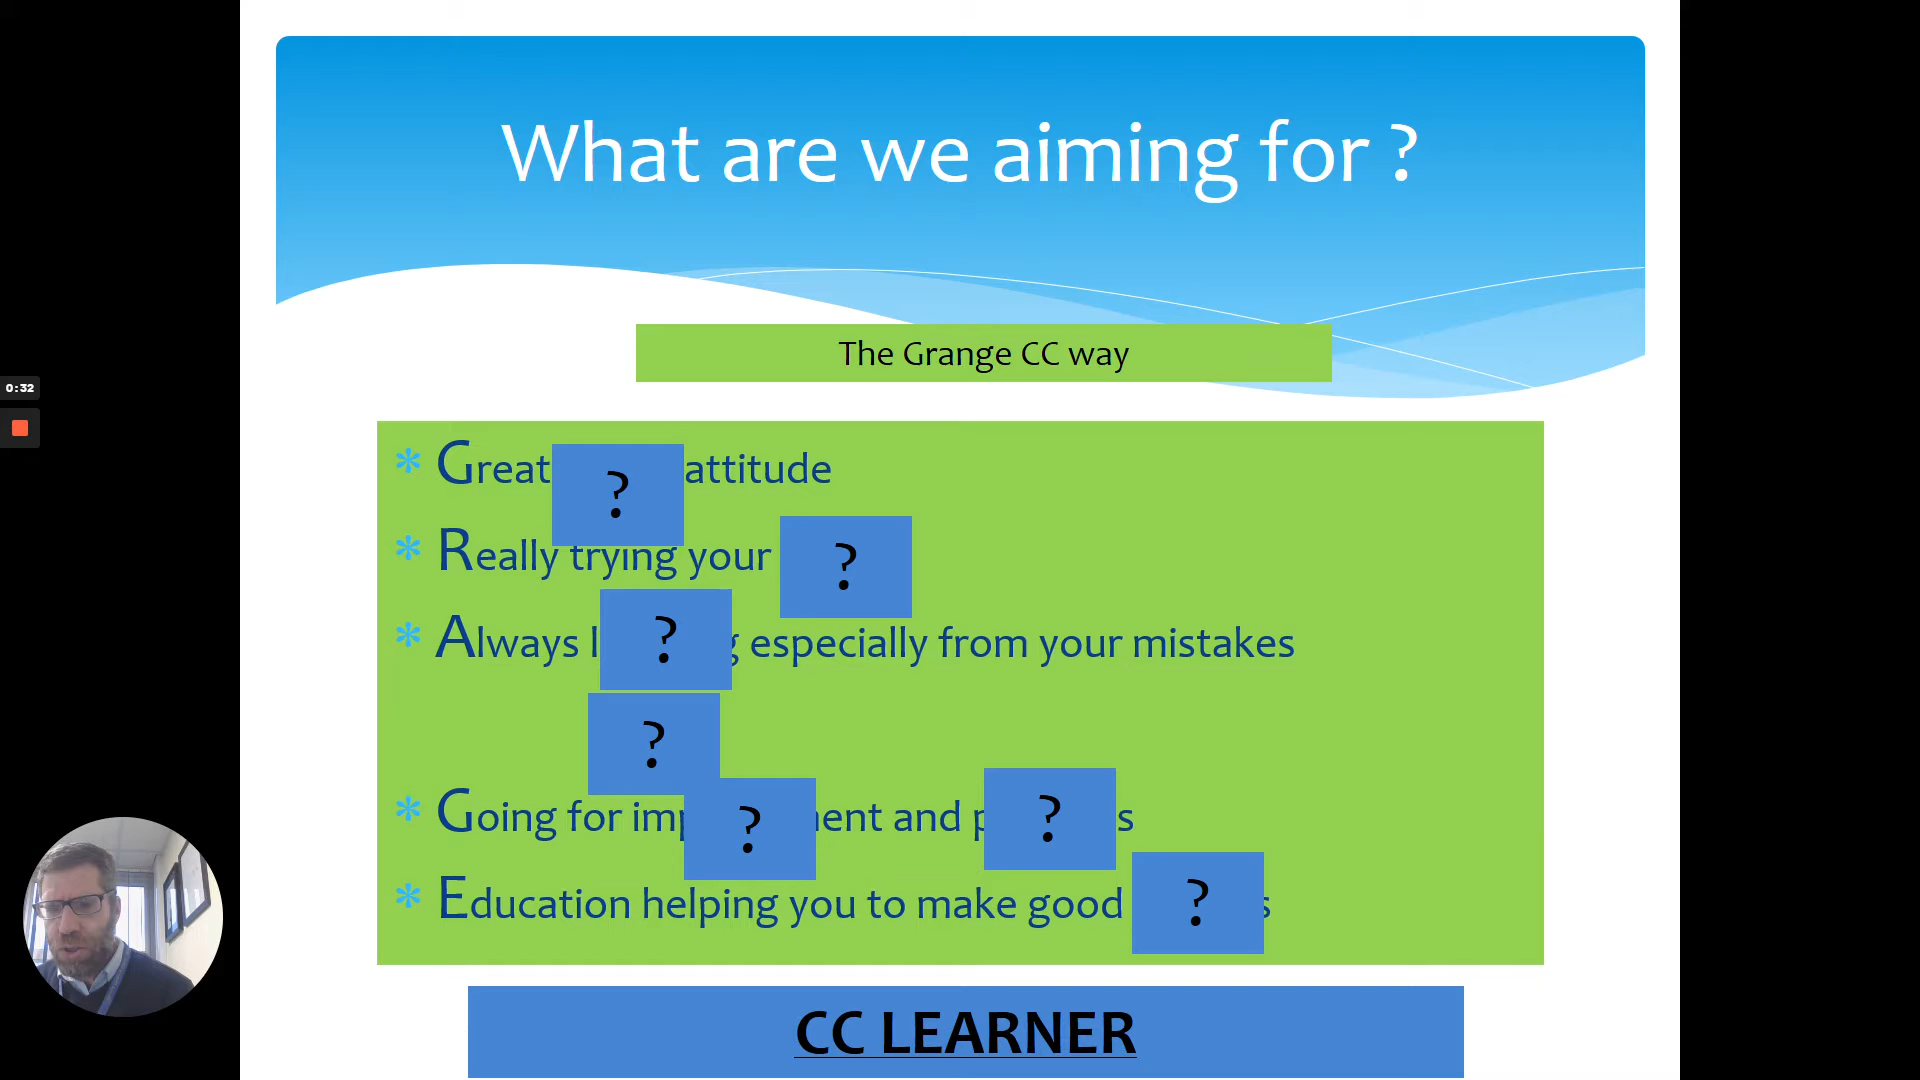 What are we aiming for ?
The Grange CC way
0:32
* Great ? attitude
* Really trying your ?
* Always l ? g especially from your mistakes
?
* Going for imp ? ent and p ? s
* Education helping you to make good ? s
CC LEARNER